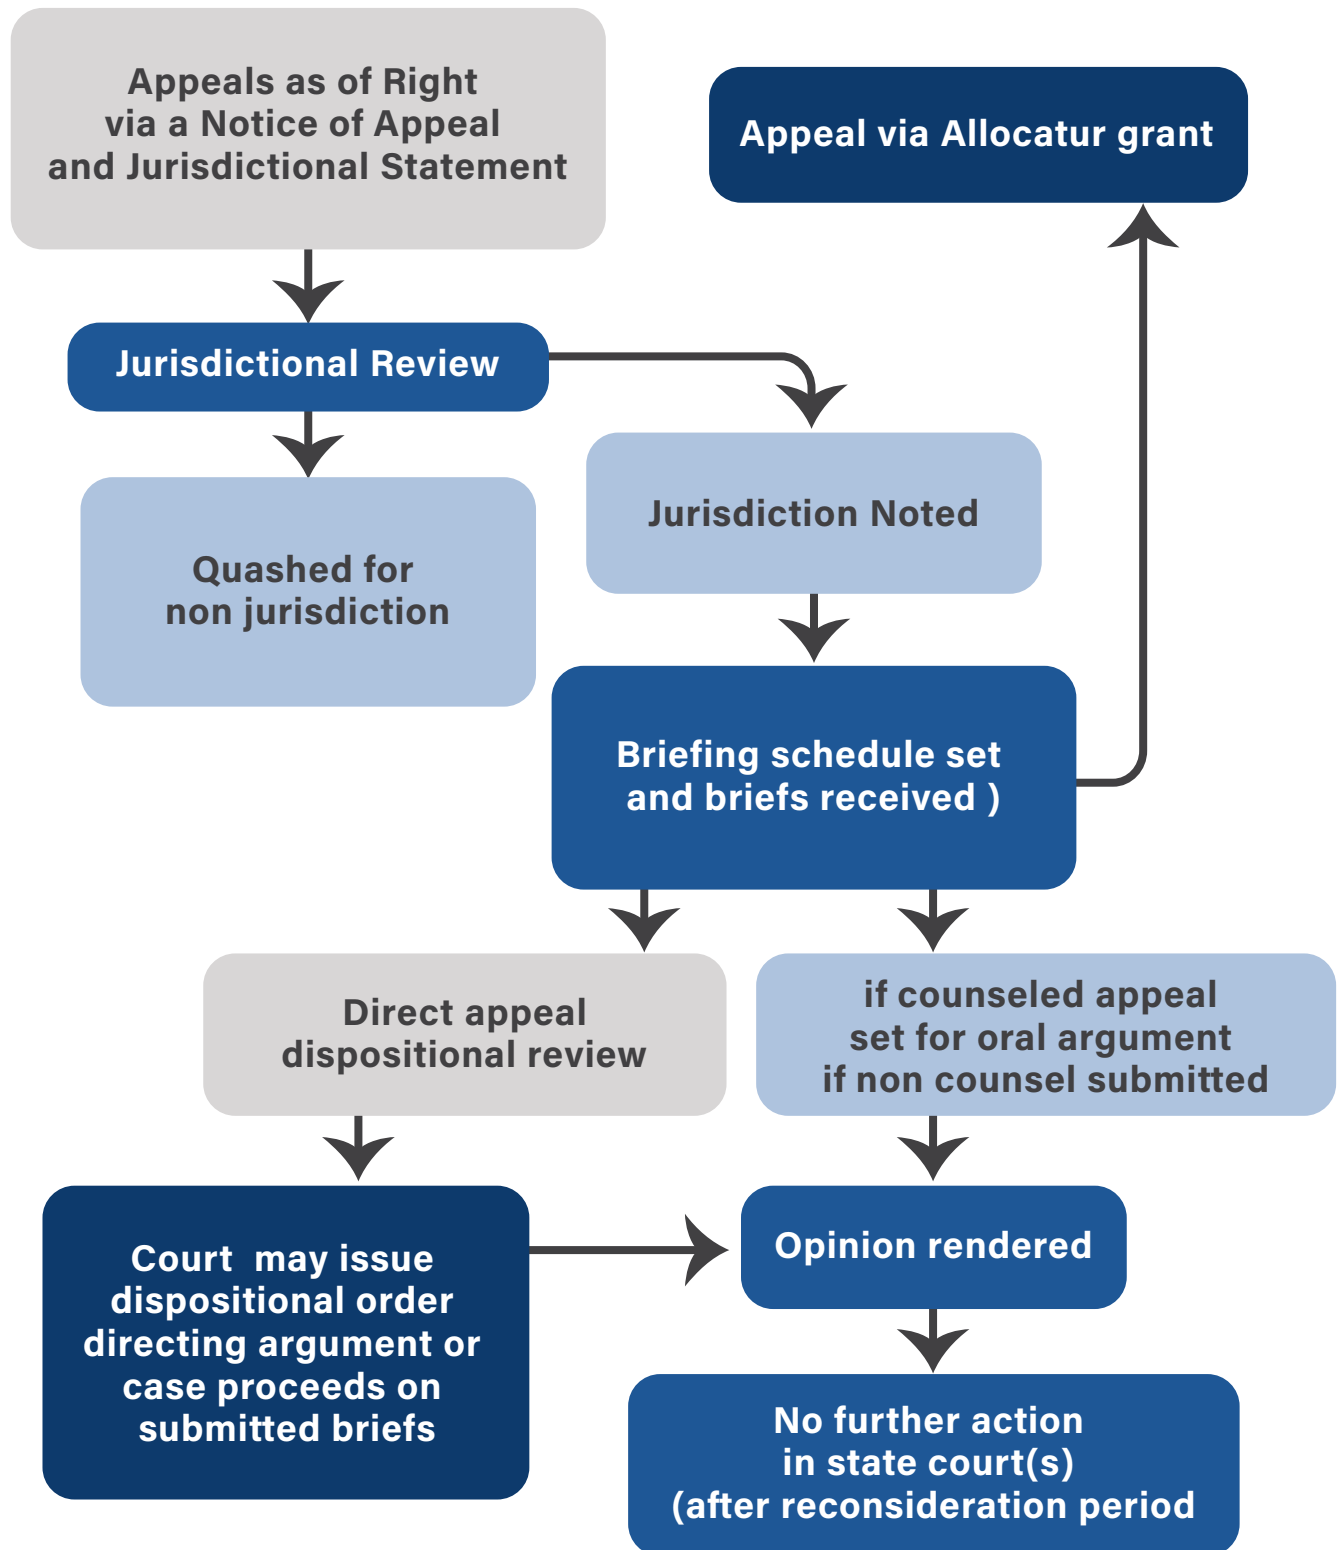 Appeals as of Right
via a Notice of Appeal
and Jurisdictional Statement
Appeal via Allocatur grant
Jurisdictional Review
Jurisdiction Noted
Quashed for
non jurisdiction
Briefing schedule set
and briefs received )
Direct appeal
dispositional review
if counseled appeal
set for oral argument
if non counsel submitted
Court may issue
dispositional order
directing argument or
case proceeds on
submitted briefs
Opinion rendered
No further action
in state court(s)
(after reconsideration period